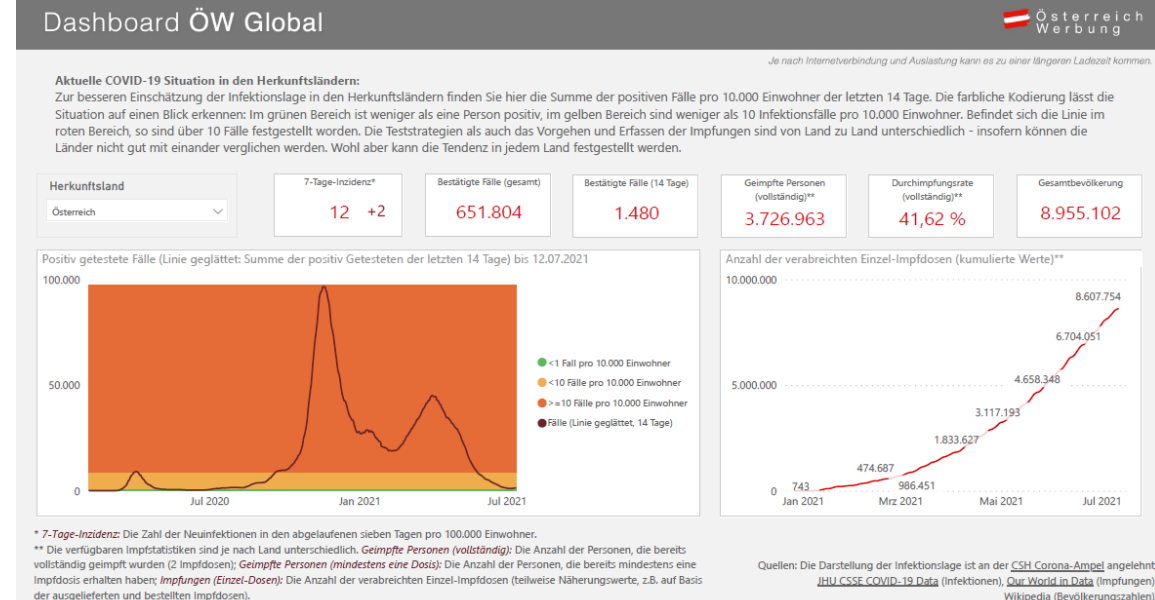 Dashboard ÖW Global
Österreich
Werbung
Je nach Internetverbindung und Auslastung kann es zu einer längeren Ladezeit kommen.
Aktuelle COVID-19 Situation in den Herkunftsländern:
Zur besseren Einschätzung der Infektionslage in den Herkunftsländern finden Sie hier die Summe der positiven Fälle pro 10.000 Einwohner der letzten 14 Tage. Die farbliche Kodierung lässt die
Situation auf einen Blick erkennen: Im grünen Bereich ist weniger als eine Person positiv, im gelben Bereich sind weniger als 10 Infektionsfälle pro 10.000 Einwohner. Befindet sich die Linie im
roten Bereich, so sind über 10 Fälle festgestellt worden. Die Teststrategien als auch das Vorgehen und Erfassen der Impfungen sind von Land zu Land unterschiedlich - insofern können die
Länder nicht gut mit einander verglichen werden. Wohl aber kann die Tendenz in jedem Land festgestellt werden.
Herkunftsland
Österreich
7-Tage-Inzidenz*
12 +2
Bestätigte Fälle (gesamt)
651.804
Bestätigte Fälle (14 Tage)
1.480
Geimpfte Personen
(vollständig)**
3.726.963
Durchimpfungsrate
(vollständig)**
41,62 %
Gesamtbevölkerung
8.955.102
Positiv getestete Fälle (Linie geglättet: Summe der positiv Getesteten der letzten 14 Tage) bis 12.07.2021
100.000
50.000
0
Jul 2020
Jan 2021
Jul 2021
<1 Fall pro 10.000 Einwohner
<10 Fälle pro 10.000 Einwohner
>=10 Fälle pro 10.000 Einwohner
Fälle (Linie geglättet, 14 Tage)
Anzahl der verabreichten Einzel-Impfdosen (kumulierte Werte)**
10.000.000
5.000.000
0
743
474.687
986.451
1.833.627
3.117.193
4.658.348
6.704.051
8.607.754
Jan 2021
Mrz 2021
Mai 2021
Jul 2021
* 7-Tage-Inzidenz: Die Zahl der Neuinfektionen in den abgelaufenen sieben Tagen pro 100.000 Einwohner.
** Die verfügbaren Impfstatistiken sind je nach Land unterschiedlich. Geimpfte Personen (vollständig): Die Anzahl der Personen, die bereits
vollständig geimpft wurden (2 Impfdosen); Geimpfte Personen (mindestens eine Dosis): Die Anzahl der Personen, die bereits mindestens eine
Impfdosis erhalten haben; Impfungen (Einzel-Dosen): Die Anzahl der verabreichten Einzel-Impfdosen (teilweise Näherungswerte, z.B. auf Basis
der ausgelieferten und bestellten Impfdosen).
Quellen: Die Darstellung der Infektionslage ist an der CSH Corona-Ampel angelehnt
JHU CSSE COVID-19 Data (Infektionen), Our World in Data (Impfungen)
Wikipedia (Bevölkerungszahlen)